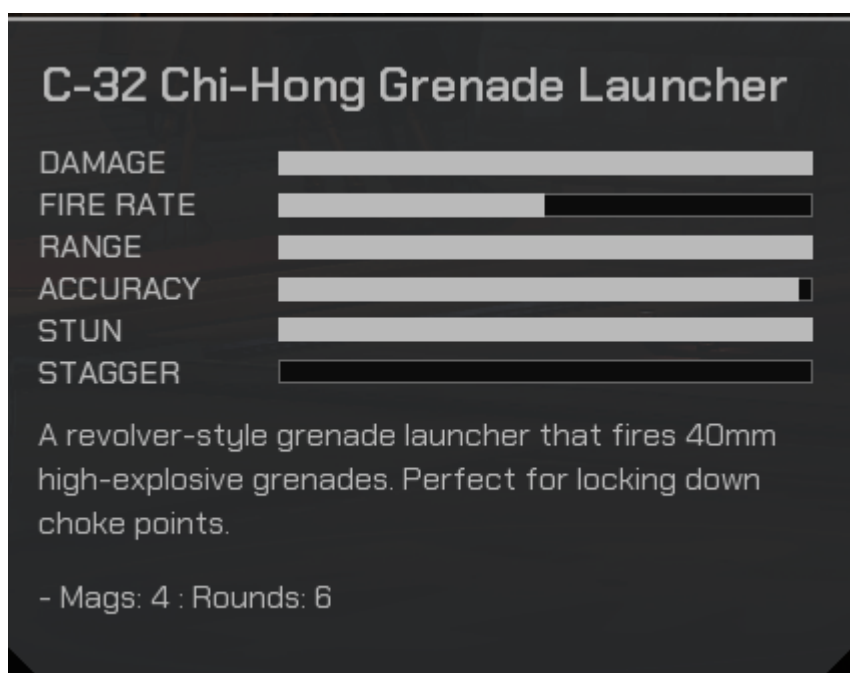 C-32 Chi-Hong Grenade Launcher
DAMAGE
FIRE RATE
RANGE
ACCURACY
STUN
STAGGER
A revolver-style grenade launcher that fires 40mm
high-explosive grenades. Perfect for locking down
choke points.
- Mags: 4 : Rounds: 6